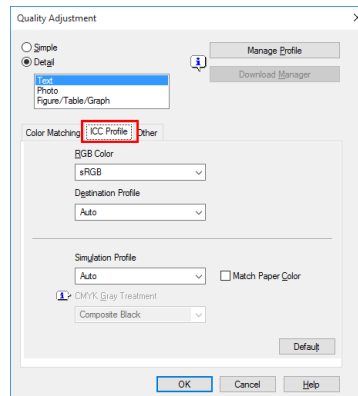 Quality Adjustment
Simple
Manage Profile
Detail
Download Manager
Text
Photo
Figure/Table/Graph
Color Matching ICC Profile Other
RGB Color
sRGB
Destination Profile
Auto
Simulation Profile
Auto Match Paper Color
CMYK Gray Treatment
Composite Black
Default
OK Cancel Help